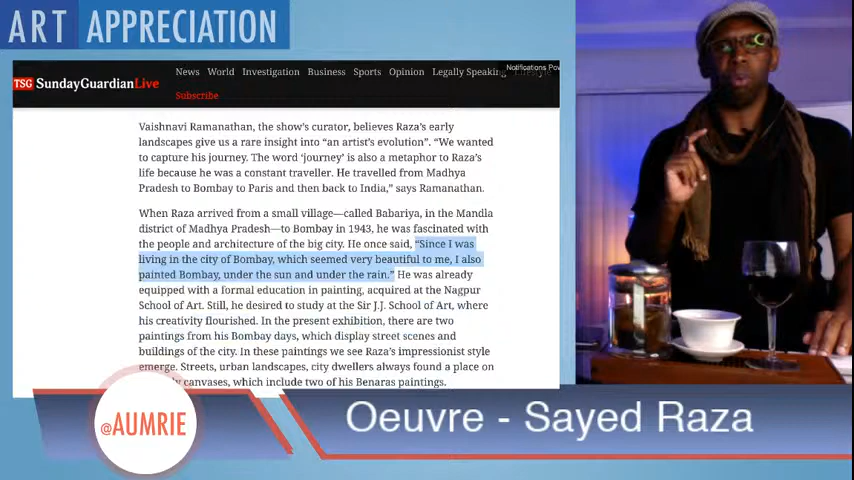 ART APPRECIATION
Notifications Pow
TSG SundayGuardianLive
News World Investigation Business Sports Opinion Legally Speaking Lifestyle
Subscribe
Vaishnavi Ramanathan, the show's curator, believes Raza's early
landscapes give us a rare insight into “an artist's evolution”. “We wanted
to capture his journey. The word ‘journey’ is also a metaphor to Raza's
life because he was a constant traveller. He travelled from Madhya
Pradesh to Bombay to Paris and then back to India,” says Ramanathan.
When Raza arrived from a small village—called Babariya, in the Mandla
district of Madhya Pradesh—to Bombay in 1943, he was fascinated with
the people and architecture of the big city. He once said, “Since I was
living in the city of Bombay, which seemed very beautiful to me, I also
painted Bombay, under the sun and under the rain.” He was already
equipped with a formal education in painting, acquired at the Nagpur
School of Art. Still, he desired to study at the Sir J.J. School of Art, where
his creativity flourished. In the present exhibition, there are two
paintings from his Bombay days, which display street scenes and
buildings of the city. In these paintings we see Raza's impressionist style
emerge. Streets, urban landscapes, city dwellers always found a place on
canvases, which include two of his Benaras paintings.
@AUMRIE
Oeuvre - Sayed Raza